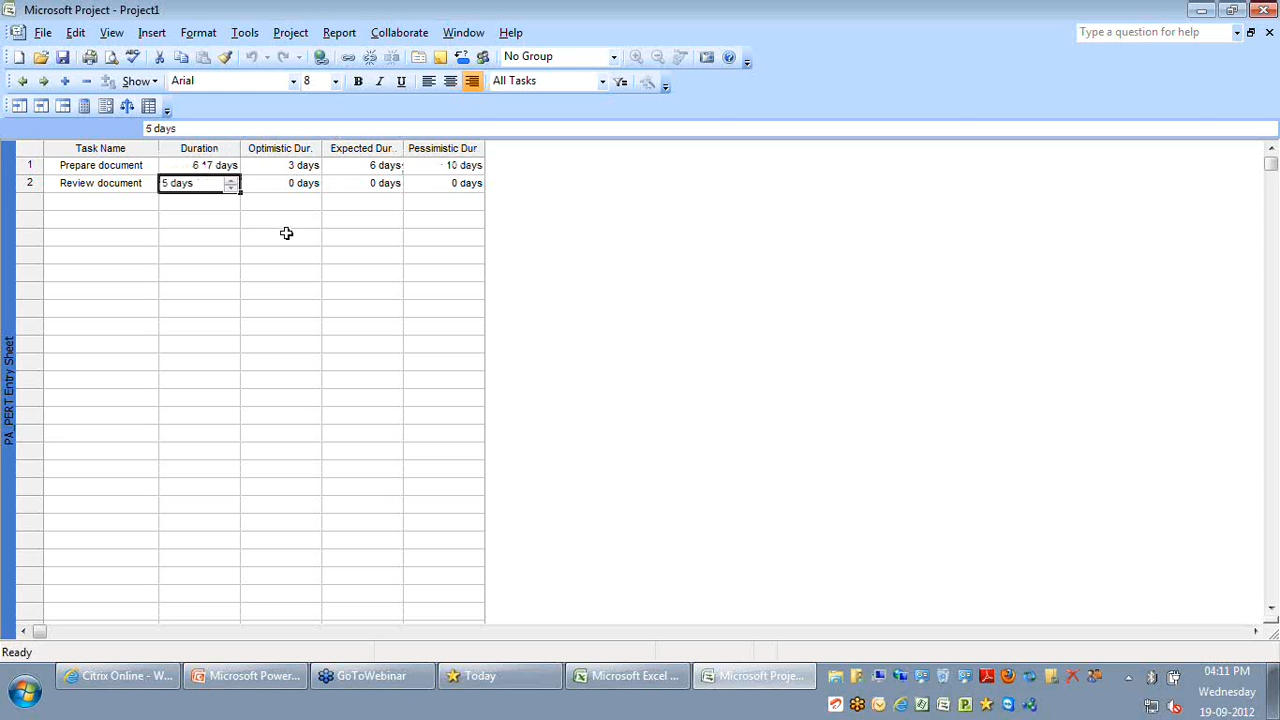 Microsoft Project - Project1
File Edit View Insert Format Tools Project Report Collaborate Window Help Type a question for help
No Group
Show Arial 8 B I U All Tasks
5 days
Task Name Duration Optimistic Dur. Expected Dur. Pessimistic Dur
1 Prepare document days 3 days 6 days 10 days
2 Review document 5 days 0 days 0 days 0 days
PA_PERT Entry Sheet
Ready
Citrix Online - W... Microsoft Power... GoToWebinar Today Microsoft Excel ... Microsoft Proje...
04:11 PM
Wednesday
19-09-2012